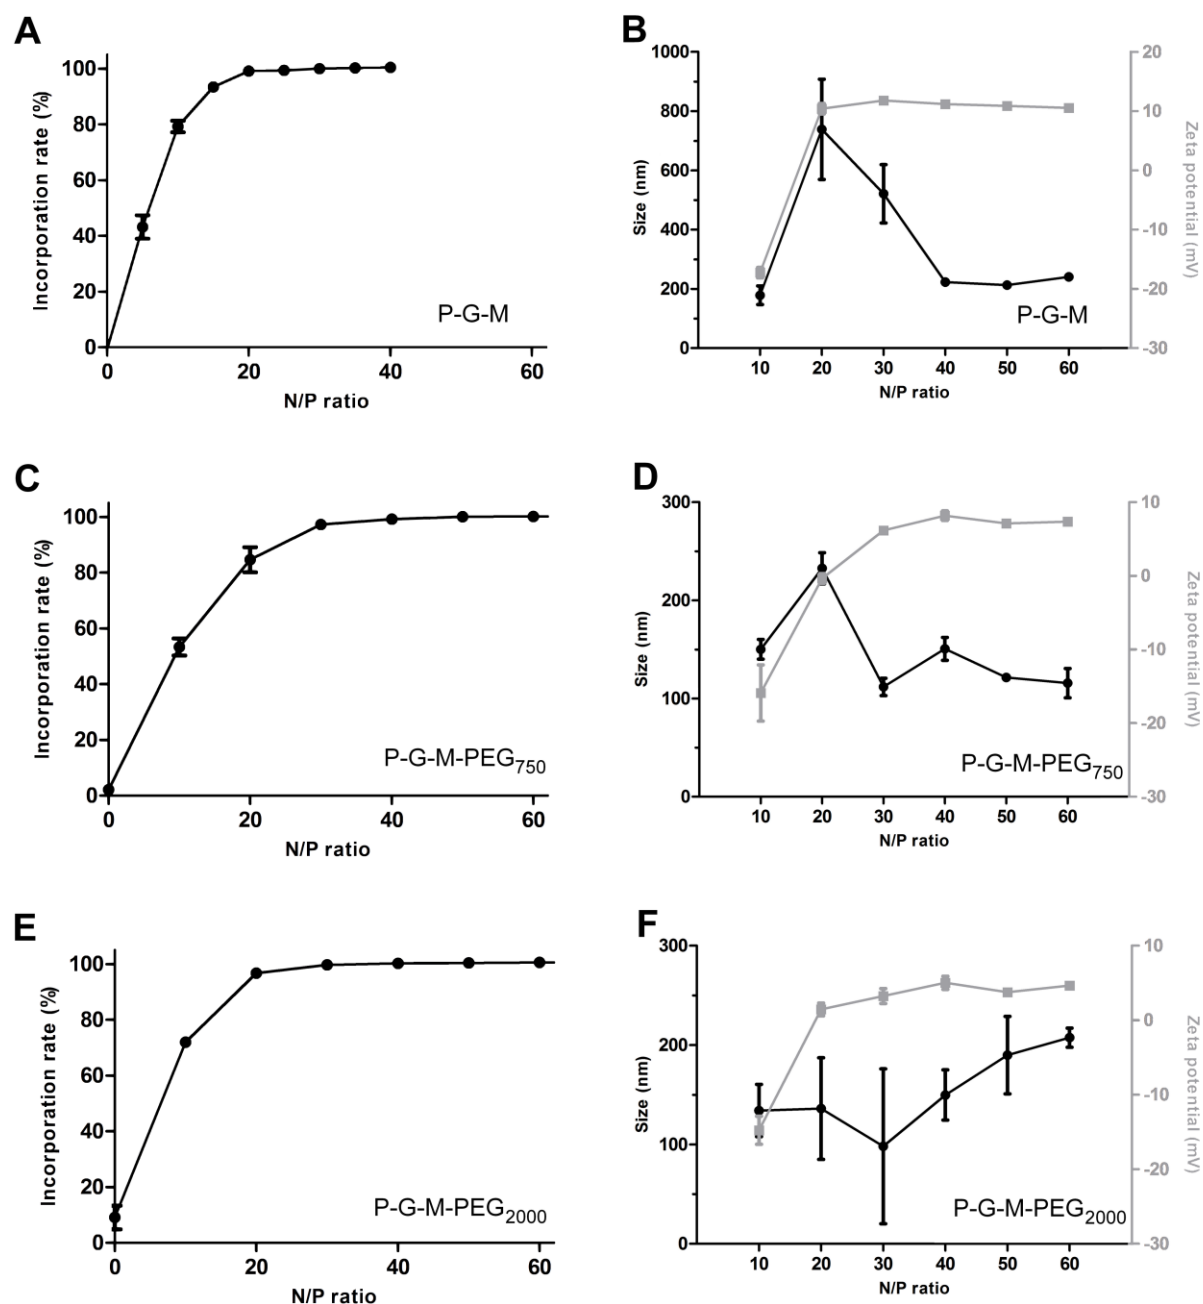 A
Incorporation rate (%)
100
80
60
40
20
0
P-G-M
0 20 40 60
N/P ratio
B
Size (nm)
1000
800
600
400
200
0
20
10
0
-10
-20
-30
Zeta potential (mV)
P-G-M
10 20 30 40 50 60
N/P ratio
C
Incorporation rate (%)
100
80
60
40
20
0
P-G-M-PEG750
0 20 40 60
N/P ratio
D
Size (nm)
300
200
100
0
10
0
-10
-20
-30
Zeta potential (mV)
P-G-M-PEG750
10 20 30 40 50 60
N/P ratio
E
Incorporation rate (%)
100
80
60
40
20
0
P-G-M-PEG2000
0 20 40 60
N/P ratio
F
Size (nm)
300
200
100
0
10
0
-10
-20
-30
Zeta potential (mV)
P-G-M-PEG2000
10 20 30 40 50 60
N/P ratio